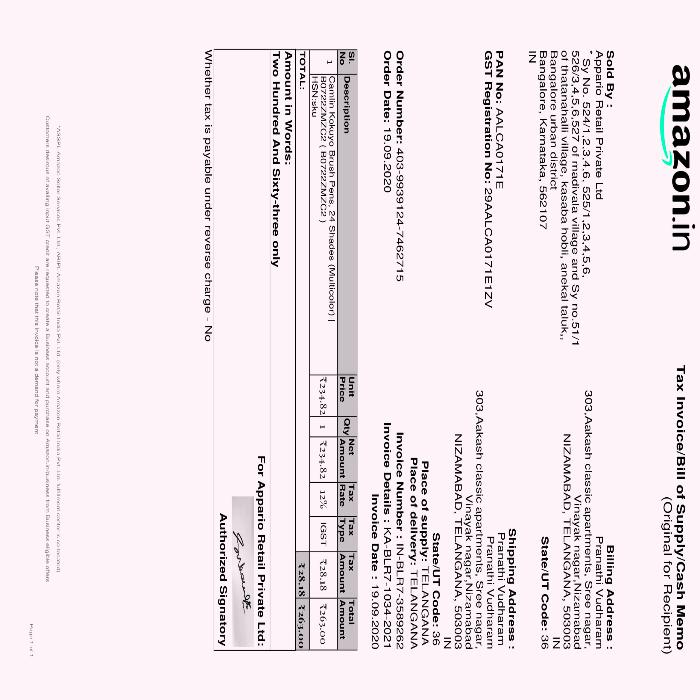 amazon.in
Tax Invoice/Bill of Supply/Cash Memo
(Original for Recipient)
Sold By :
Appario Retail Private Ltd
* Sy No. 524/1,2,3,4,6, 525/1,2,3,4,5,6,
526/3,4,5,6,527 of madivala village and Sy no.51/1
of thatanahalli village, kasaba hobli, anekal taluk,,
Bangalore urban district
Bangalore, Karnataka, 562107
IN
Billing Address :
Pranathi Vudharam
303,Aakash classic apartments, Sree nagar,
Vinayak nagar,Nizamabad
NIZAMABAD, TELANGANA, 503003
IN
State/UT Code: 36
PAN No: AALCA0171E
GST Registration No: 29AALCA0171E1ZV
Shipping Address :
Pranathi Vudharam
Pranathi Vudharam
303,Aakash classic apartments, Sree nagar,
Vinayak nagar,Nizamabad
NIZAMABAD, TELANGANA, 503003
IN
State/UT Code: 36
Place of supply: TELANGANA
Place of delivery: TELANGANA
Order Number: 403-9939124-7462715
Order Date: 19.09.2020
Invoice Number : IN-BLR7-3589262
Invoice Details : KA-BLR7-1034-2021
Invoice Date : 19.09.2020
Sl. No Description Unit Price Qty Net Amount Tax Rate Tax Type Tax Amount Total Amount
1 Camlin Kokuyo Brush Pens, 24 Shades (Multicolor) | ₹234.82 1 ₹234.82 12% IGST ₹28.18 ₹263.00
B0722ZMZG2 ( B0722ZMZG2 )
HSN:sku
TOTAL: ₹28.18 ₹263.00
Amount in Words:
Two Hundred And Sixty-three only
For Appario Retail Private Ltd:
Authorized Signatory
Whether tax is payable under reverse charge - No
Please note that this invoice is not a demand for payment
Page 1 of 1